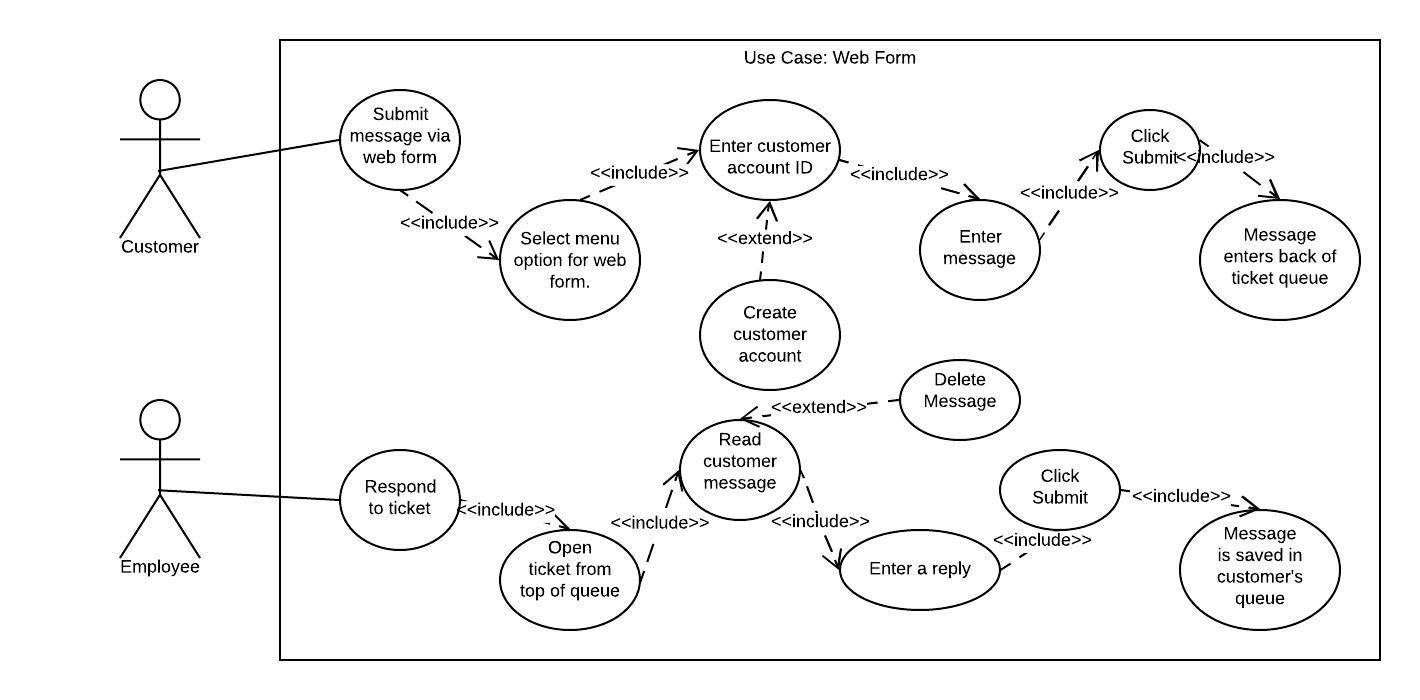 Use Case: Web Form
Submit
message via
web form
Customer
<<include>>
Select menu
option for web
form.
<<include>>
Enter customer
account ID
<<extend>>
Create
customer
account
<<include>>
Enter
message
<<include>>
Click
Submit
<<include>>
Message
enters back of
ticket queue
Employee
Respond
to ticket
<<include>>
Open
ticket from
top of queue
<<include>>
Read
customer
message
<<extend>>
Delete
Message
<<include>>
Enter a reply
<<include>>
Click
Submit
<<include>>
Message
is saved in
customer's
queue